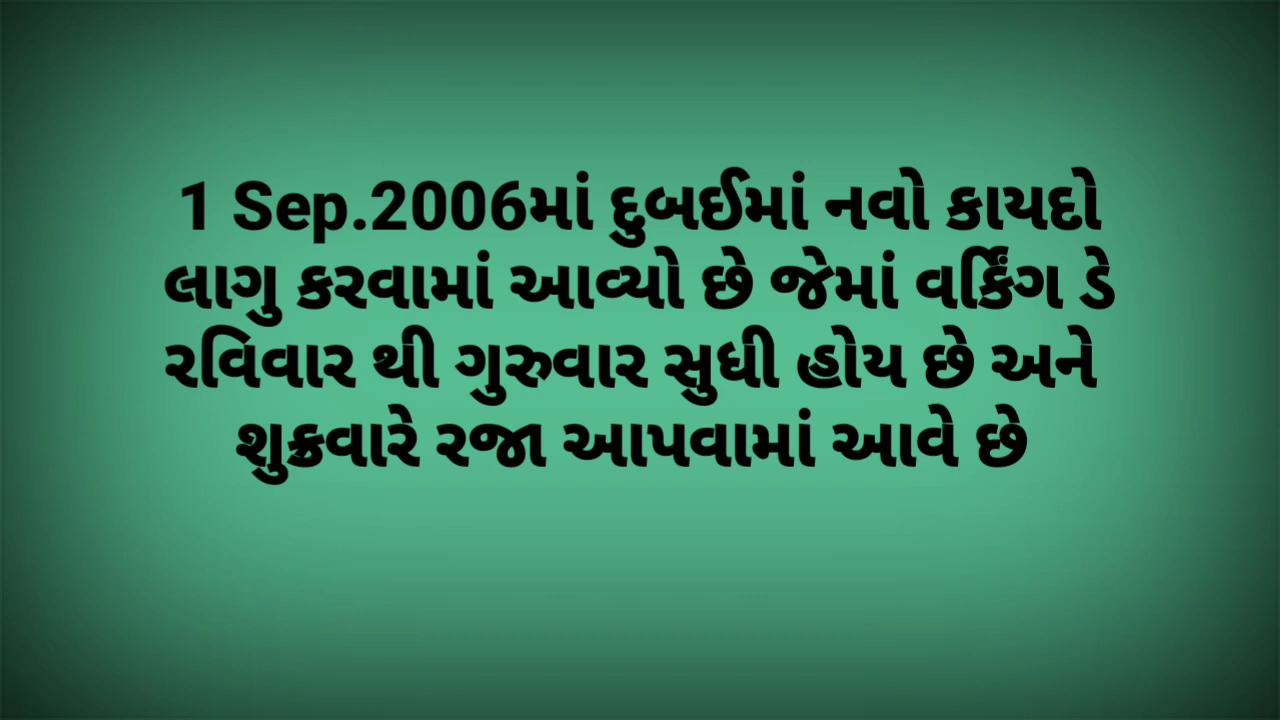 1 Sep.2006માં દુબઈમાં નવો કાયદો
લાગુ કરવામાં આવ્યો છે જેમાં વર્કિંગ ડે
રવિવાર થી ગુરુવાર સુધી હોય છે અને
શુક્રવારે રજા આપવામાં આવે છે